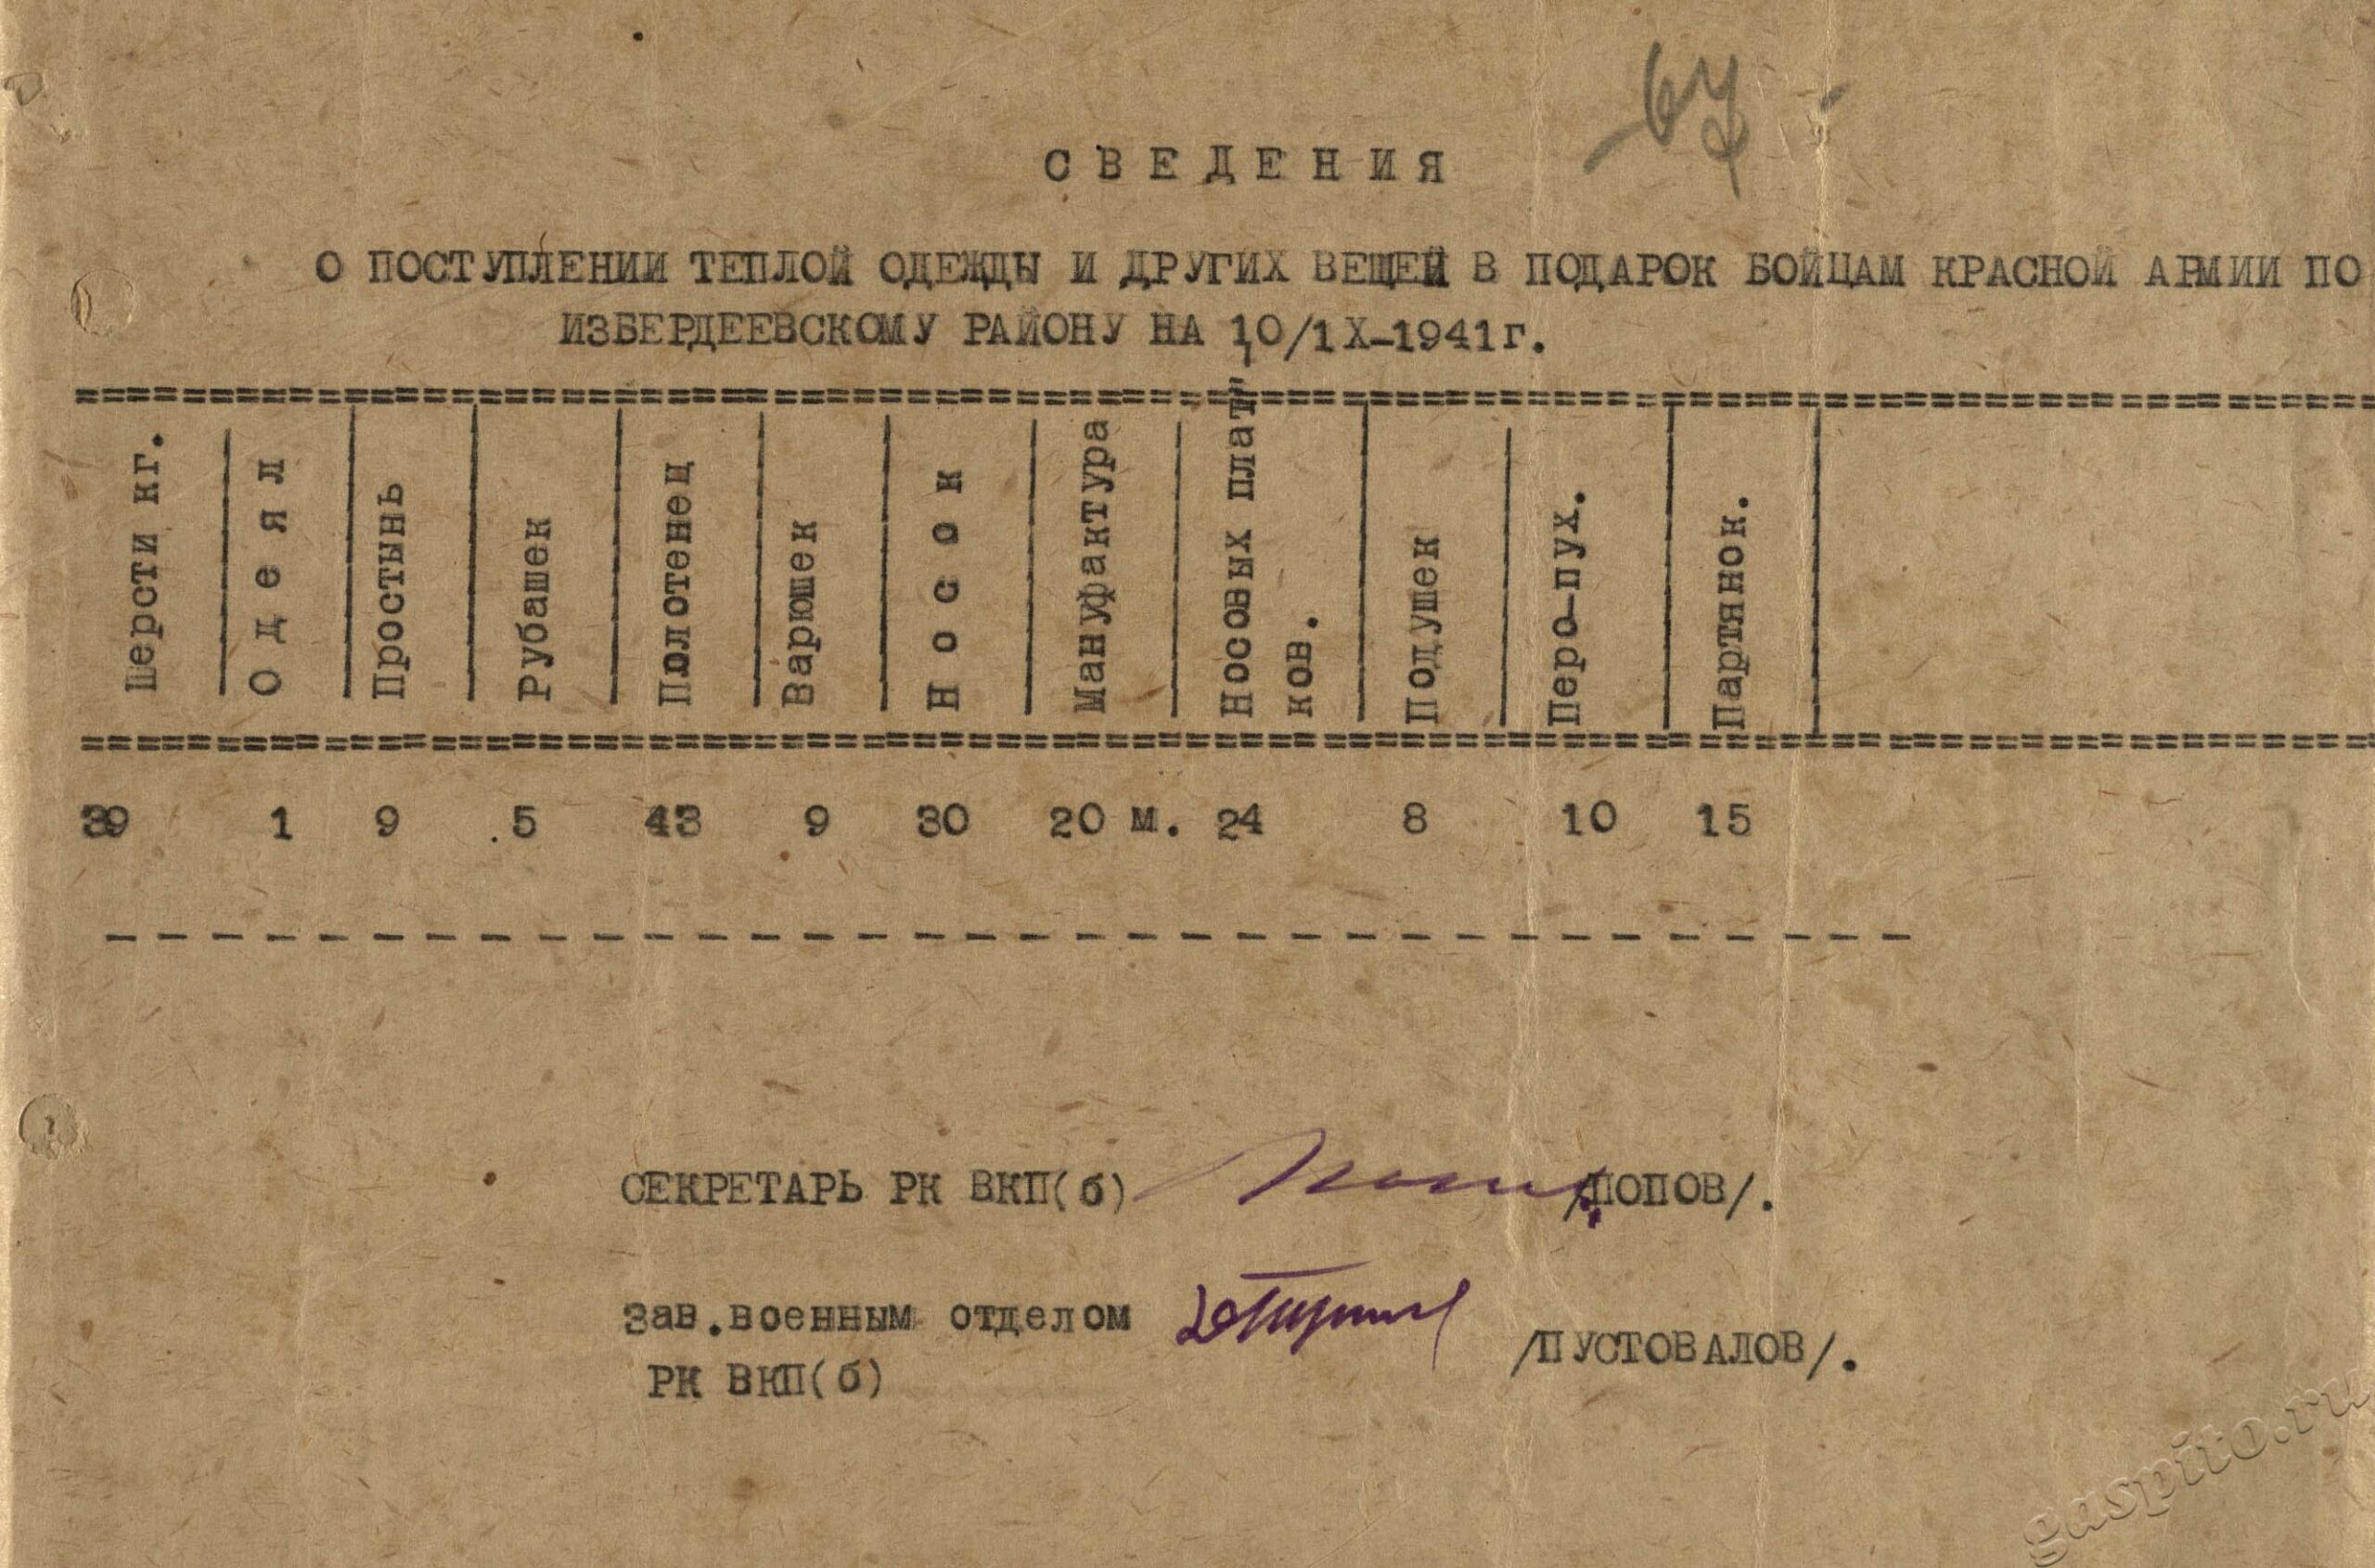 67
СВЕДЕНИЯ
О ПОСТУПЛЕНИИ ТЕПЛОЙ ОДЕЖДЫ И ДРУГИХ ВЕЩЕЙ В ПОДАРОК БОЙЦАМ КРАСНОЙ АРМИИ ПО
ИЗБЕРДЕЕВСКОМУ РАЙОНУ НА 10/1Х-1941г.
Шерсти кг.
Одеял
Простынь
Рубашек
Полотенец
Варюшек
Носок
Мануфактура
Носовых плат
ков.
Подушек
Перо-пух.
Партянок.
39 1 9 5 43 9 30 20 м. 24 8 10 15
СЕКРЕТАРЬ РК ВКП(б) /ПОПОВ/.
Зав.военным отделом
РК ВКП(б) /ПУСТОВАЛОВ/.
gaspito.ru